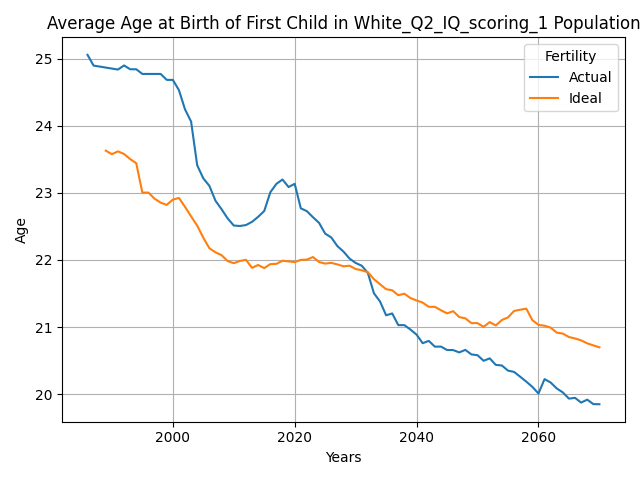 Average Age at Birth of First Child in White_Q2_IQ_scoring_1 Population
Fertility
Actual
Ideal
25
24
23
22
21
20
Age
2000
2020
2040
2060
Years